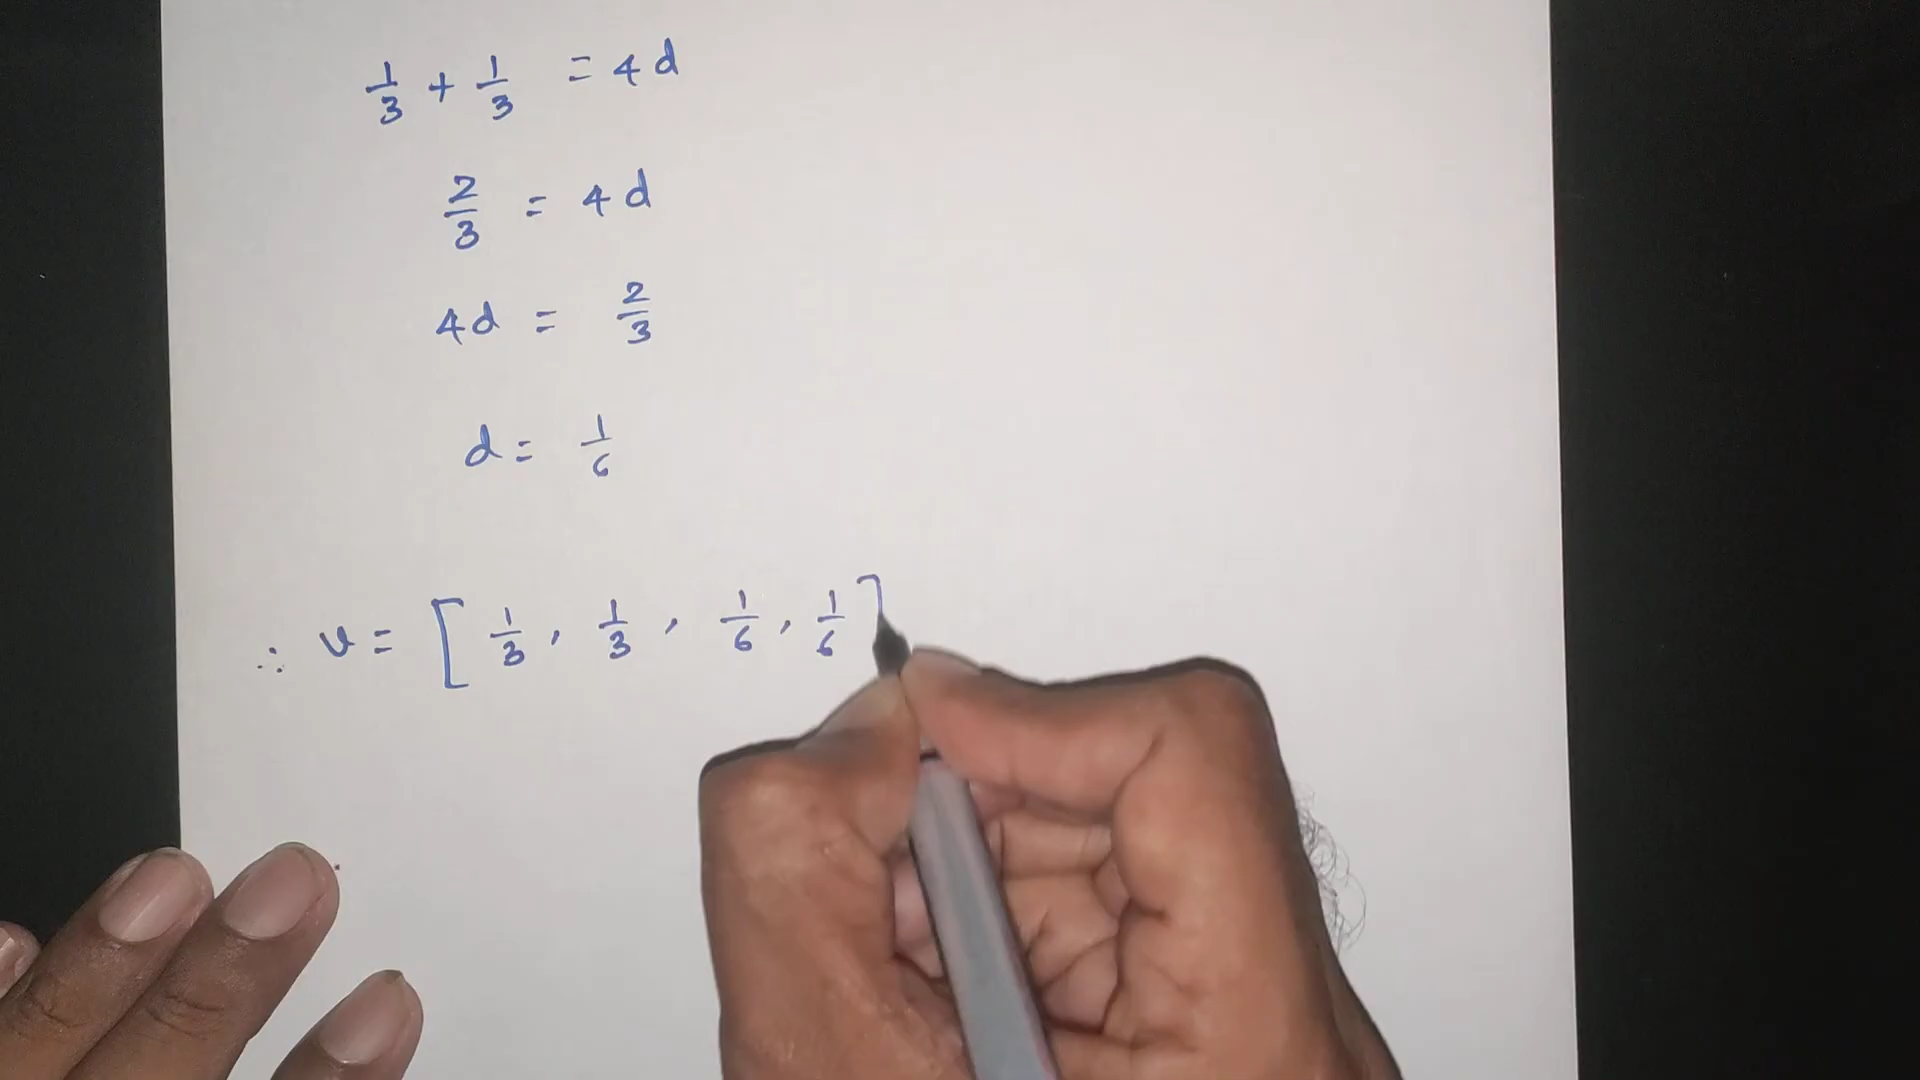 1/3 + 1/3 = 4d
2/3 = 4d
4d = 2/3
d = 1/6
∴ v = [ 1/3, 1/3, 1/6, 1/6 ]